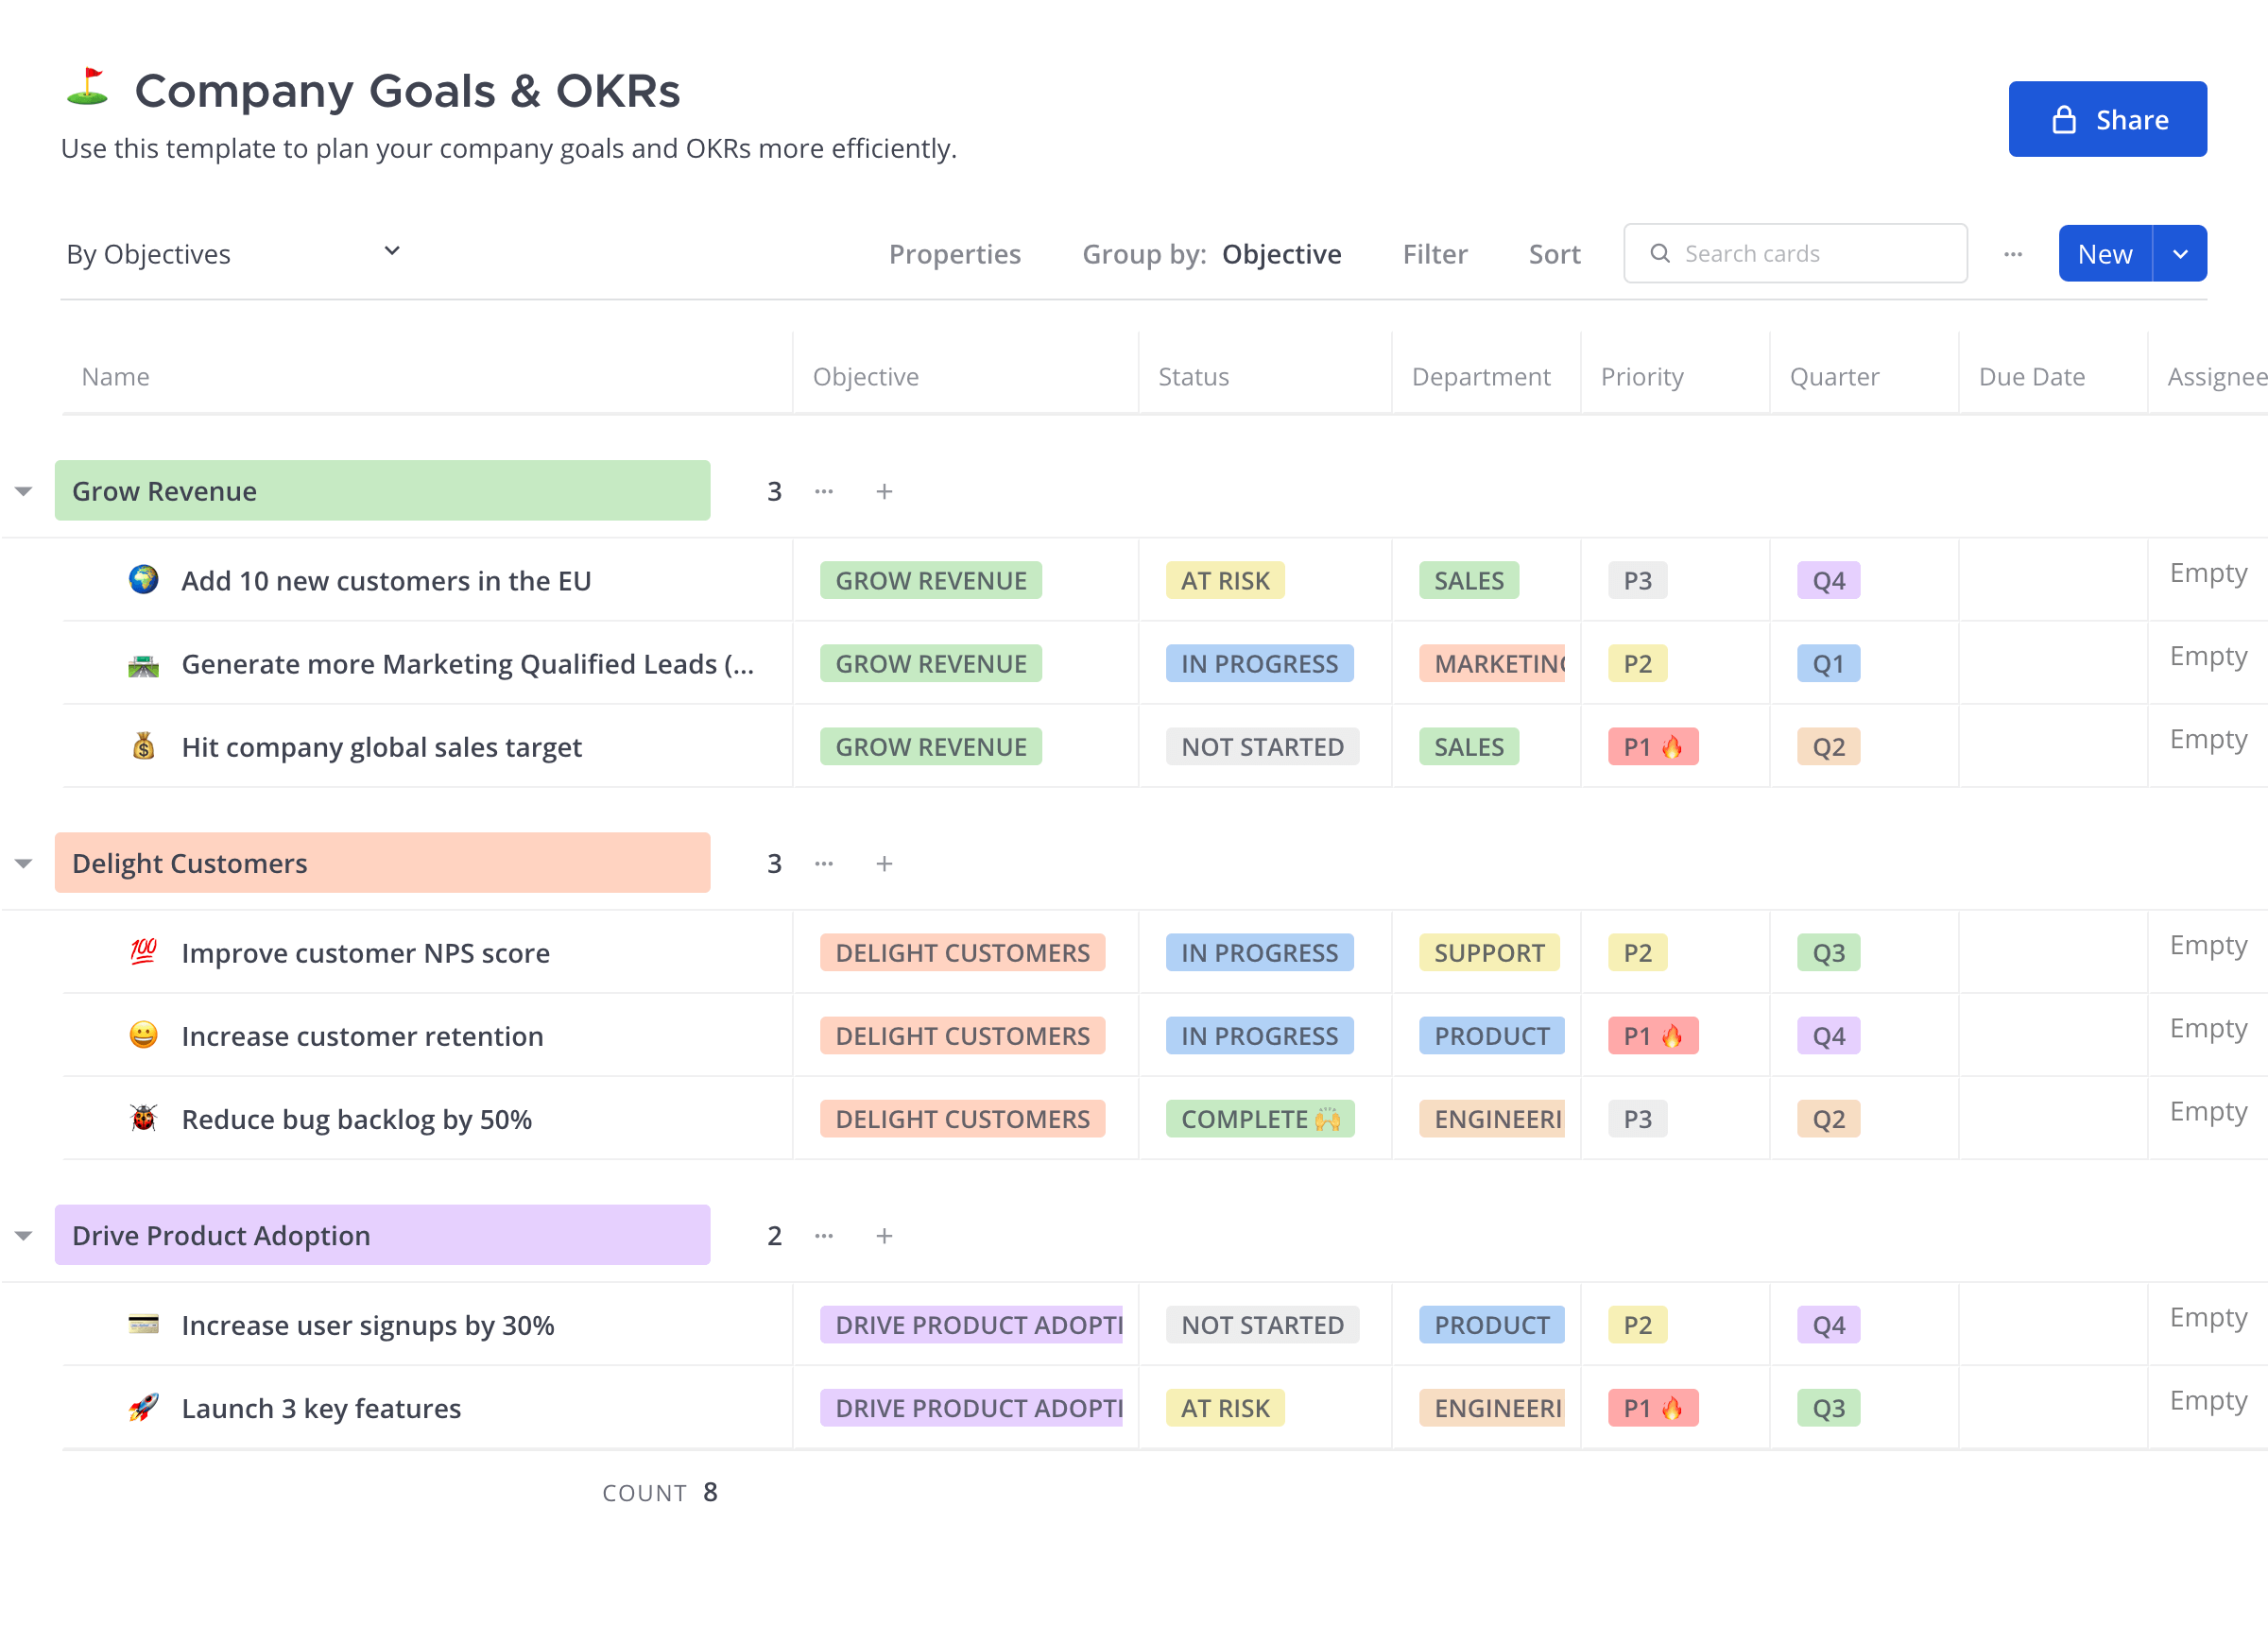 Company Goals & OKRs
Use this template to plan your company goals and OKRs more efficiently.
Share
By Objectives Properties Group by: Objective Filter Sort Search cards ... New
Name Objective Status Department Priority Quarter Due Date Assignee
Grow Revenue 3 ... +
Add 10 new customers in the EU GROW REVENUE AT RISK SALES P3 Q4 Empty
Generate more Marketing Qualified Leads (... GROW REVENUE IN PROGRESS MARKETING P2 Q1 Empty
Hit company global sales target GROW REVENUE NOT STARTED SALES P1 🔥 Q2 Empty
Delight Customers 3 ... +
💯 Improve customer NPS score DELIGHT CUSTOMERS IN PROGRESS SUPPORT P2 Q3 Empty
Increase customer retention DELIGHT CUSTOMERS IN PROGRESS PRODUCT P1 🔥 Q4 Empty
Reduce bug backlog by 50% DELIGHT CUSTOMERS COMPLETE 🙌 ENGINEERI P3 Q2 Empty
Drive Product Adoption 2 ... +
Increase user signups by 30% DRIVE PRODUCT ADOPTI NOT STARTED PRODUCT P2 Q4 Empty
Launch 3 key features DRIVE PRODUCT ADOPTI AT RISK ENGINEERI P1 🔥 Q3 Empty
COUNT 8